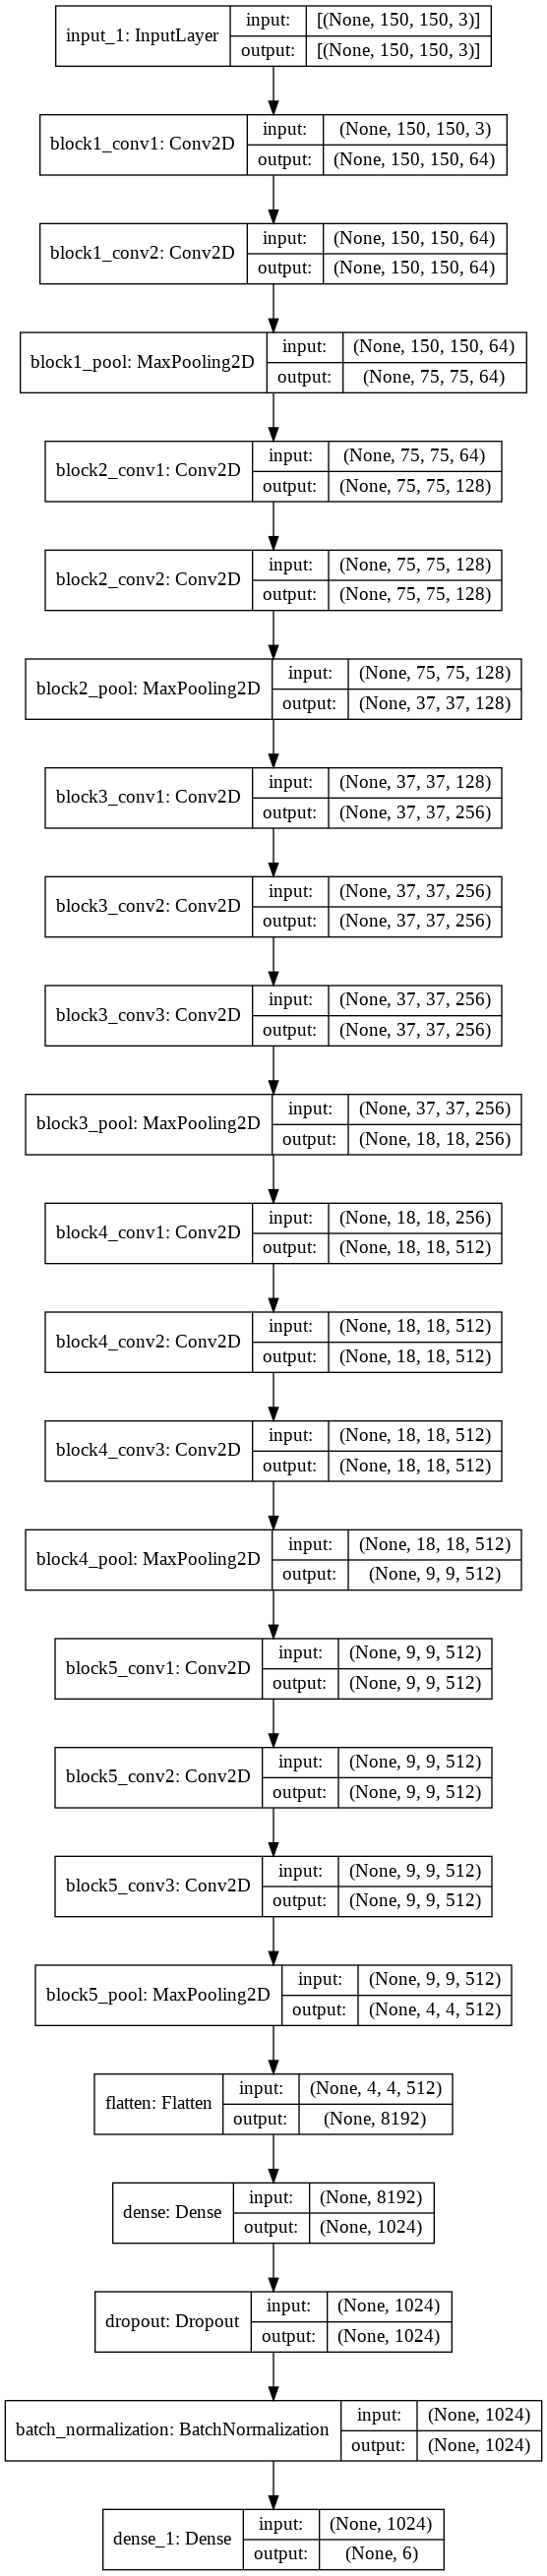 input_1: InputLayer
input:
[(None, 150, 150, 3)]
output:
[(None, 150, 150, 3)]
block1_conv1: Conv2D
input:
(None, 150, 150, 3)
output:
(None, 150, 150, 64)
block1_conv2: Conv2D
input:
(None, 150, 150, 64)
output:
(None, 150, 150, 64)
block1_pool: MaxPooling2D
input:
(None, 150, 150, 64)
output:
(None, 75, 75, 64)
block2_conv1: Conv2D
input:
(None, 75, 75, 64)
output:
(None, 75, 75, 128)
block2_conv2: Conv2D
input:
(None, 75, 75, 128)
output:
(None, 75, 75, 128)
block2_pool: MaxPooling2D
input:
(None, 75, 75, 128)
output:
(None, 37, 37, 128)
block3_conv1: Conv2D
input:
(None, 37, 37, 128)
output:
(None, 37, 37, 256)
block3_conv2: Conv2D
input:
(None, 37, 37, 256)
output:
(None, 37, 37, 256)
block3_conv3: Conv2D
input:
(None, 37, 37, 256)
output:
(None, 37, 37, 256)
block3_pool: MaxPooling2D
input:
(None, 37, 37, 256)
output:
(None, 18, 18, 256)
block4_conv1: Conv2D
input:
(None, 18, 18, 256)
output:
(None, 18, 18, 512)
block4_conv2: Conv2D
input:
(None, 18, 18, 512)
output:
(None, 18, 18, 512)
block4_conv3: Conv2D
input:
(None, 18, 18, 512)
output:
(None, 18, 18, 512)
block4_pool: MaxPooling2D
input:
(None, 18, 18, 512)
output:
(None, 9, 9, 512)
block5_conv1: Conv2D
input:
(None, 9, 9, 512)
output:
(None, 9, 9, 512)
block5_conv2: Conv2D
input:
(None, 9, 9, 512)
output:
(None, 9, 9, 512)
block5_conv3: Conv2D
input:
(None, 9, 9, 512)
output:
(None, 9, 9, 512)
block5_pool: MaxPooling2D
input:
(None, 9, 9, 512)
output:
(None, 4, 4, 512)
flatten: Flatten
input:
(None, 4, 4, 512)
output:
(None, 8192)
dense: Dense
input:
(None, 8192)
output:
(None, 1024)
dropout: Dropout
input:
(None, 1024)
output:
(None, 1024)
batch_normalization: BatchNormalization
input:
(None, 1024)
output:
(None, 1024)
dense_1: Dense
input:
(None, 1024)
output:
(None, 6)